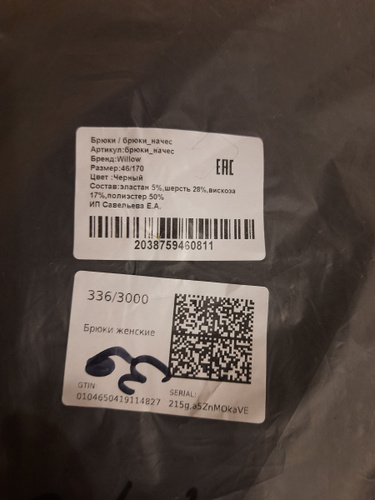 Брюки / брюки_начес
Артикул:брюки_начес
Бренд:Willow
Размер:46/170
Цвет :Черный
Состав:эластан 5%,шерсть 28%,вискоза
17%,полиэстер 50%
ИП Савельева Е.А.
EAC
2038759460811
336/3000
Брюки женские
GTIN
0104650419114827
SERIAL:
215g.a5ZnMOkaVE